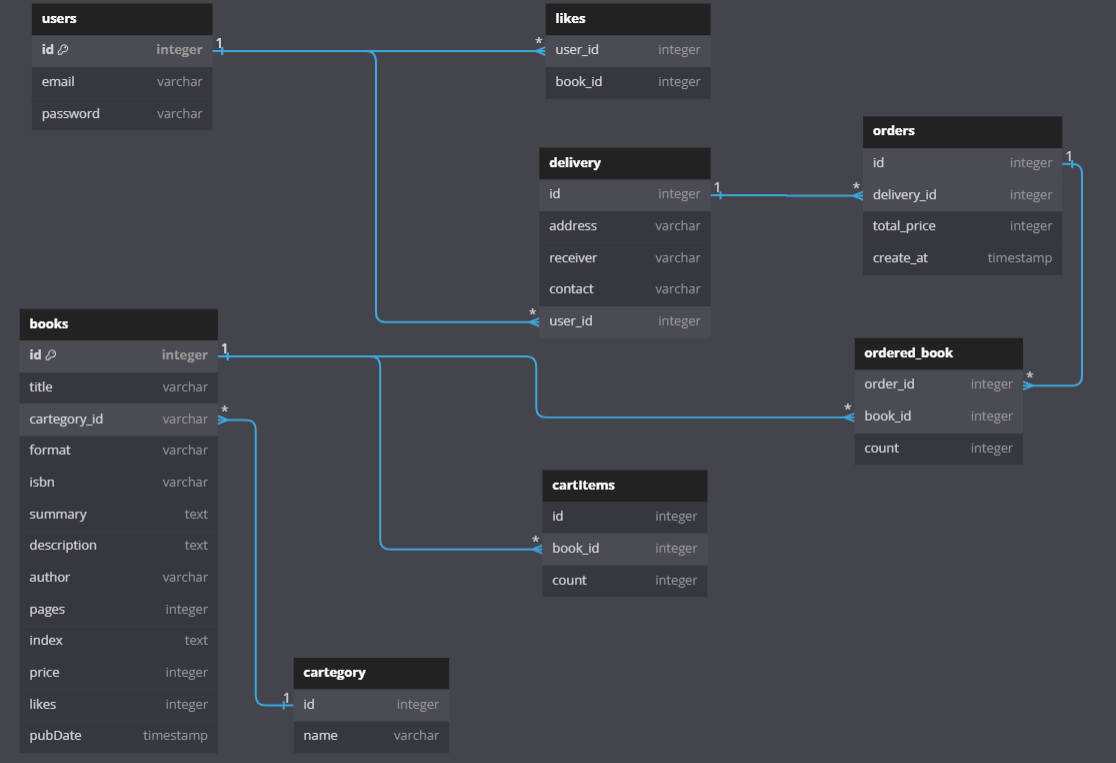 users
id integer
email varchar
password varchar
1
*
likes
user_id integer
book_id integer
delivery
id integer
address varchar
receiver varchar
contact varchar
user_id integer
*
1
*
orders
id integer
delivery_id integer
total_price integer
create_at timestamp
1
books
id integer
title varchar
cartegory_id varchar
format varchar
isbn varchar
summary text
description text
author varchar
pages integer
index text
price integer
likes integer
pubDate timestamp
1
*
ordered_book
order_id integer
book_id integer
count integer
*
*
cartItems
id integer
book_id integer
count integer
*
cartegory
id integer
name varchar
1